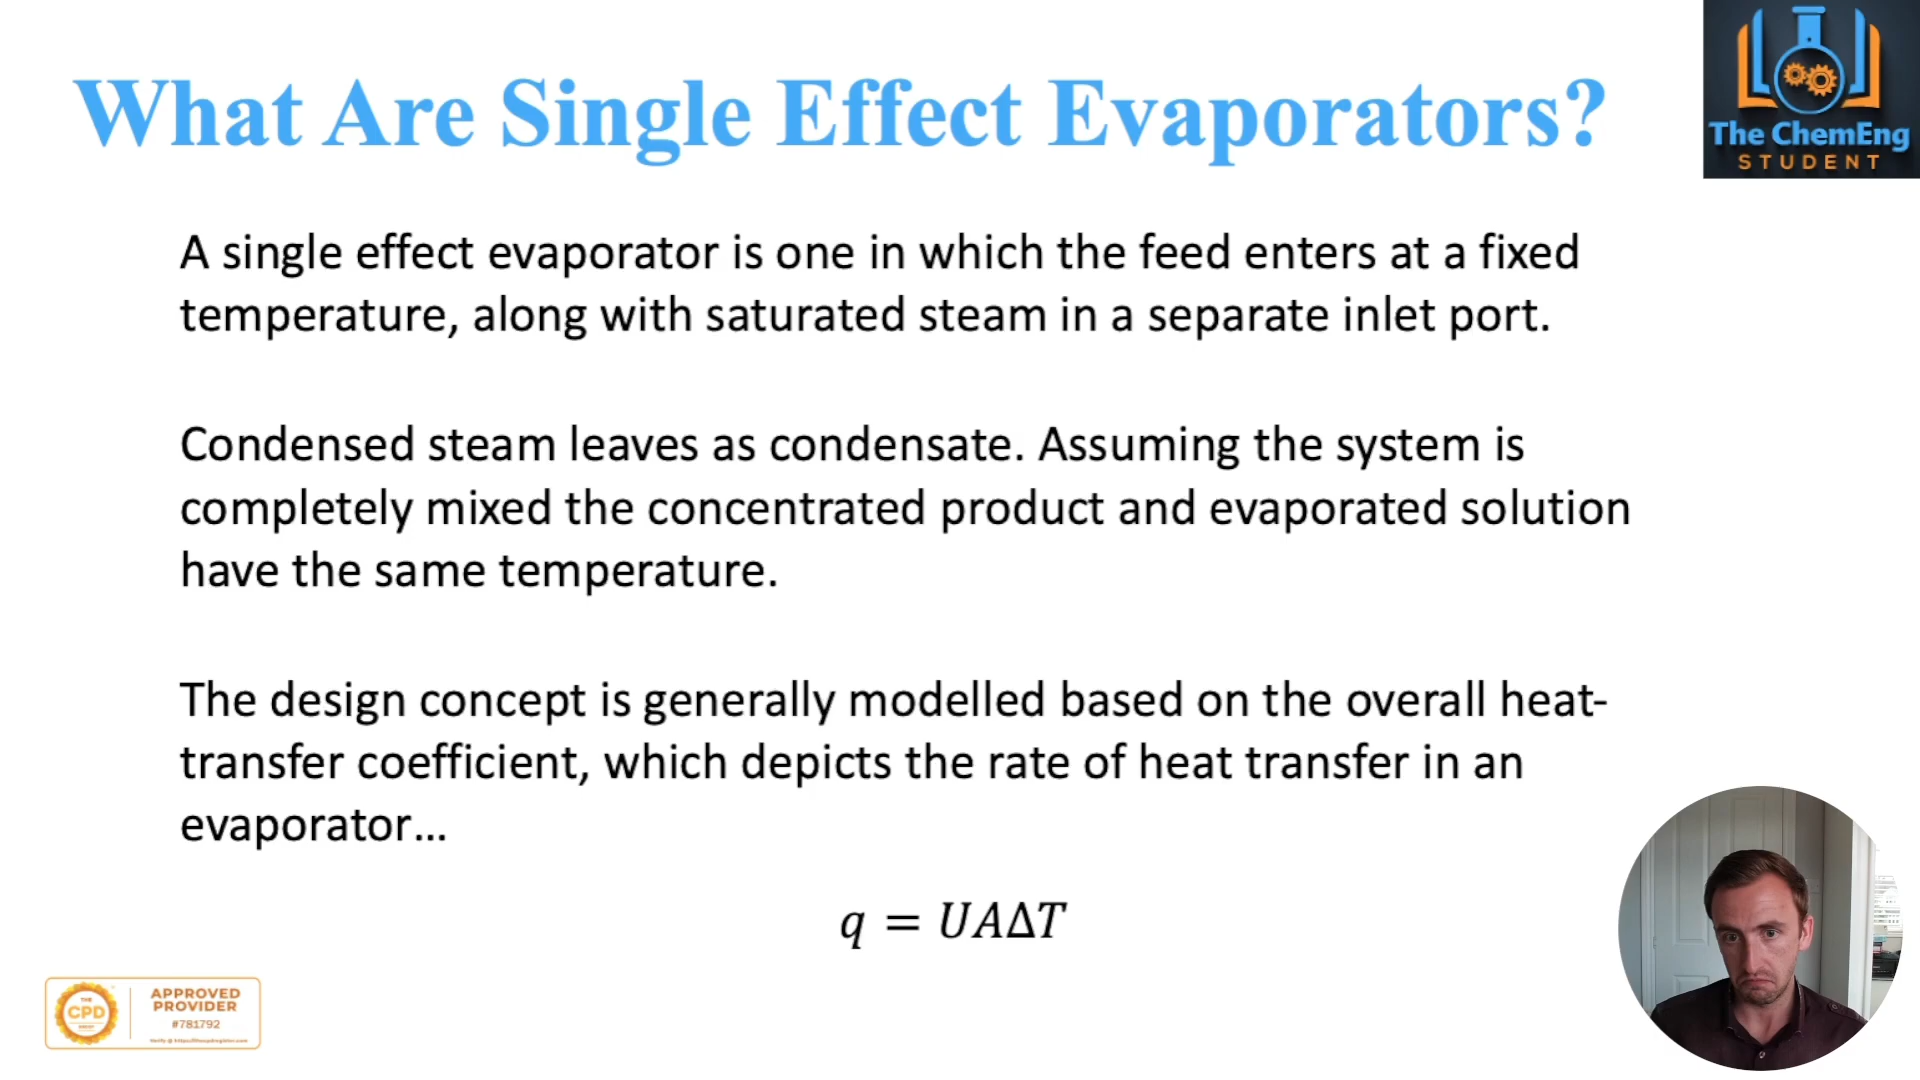 What Are Single Effect Evaporators?
The ChemEng
STUDENT
A single effect evaporator is one in which the feed enters at a fixed
temperature, along with saturated steam in a separate inlet port.
Condensed steam leaves as condensate. Assuming the system is
completely mixed the concentrated product and evaporated solution
have the same temperature.
The design concept is generally modelled based on the overall heat-
transfer coefficient, which depicts the rate of heat transfer in an
evaporator...
q = UAΔT
THE
CPD
GROUP
APPROVED
PROVIDER
#781792